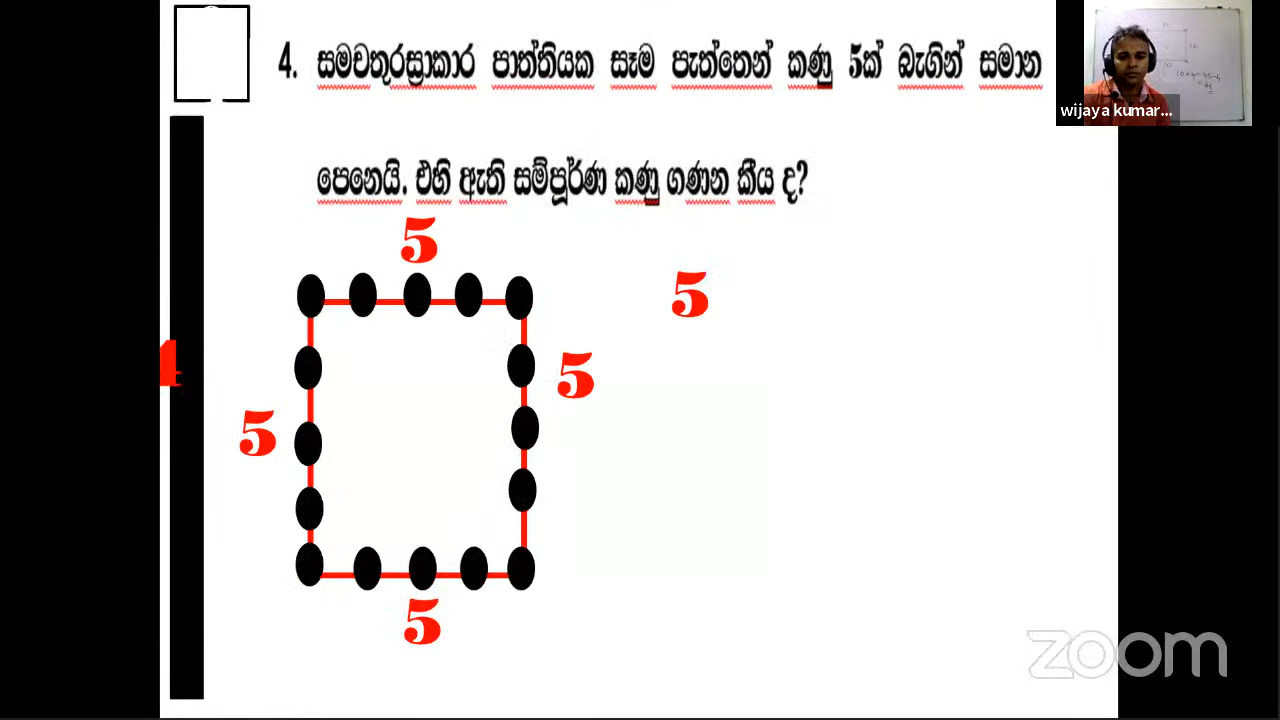 4. සමචතුරස්‍රාකාර පාත්තියක සෑම පැත්තෙන් කණු 5ක් බැගින් සමාන
පෙනෙයි. එහි ඇති සම්පූර්ණ කණු ගණන කීය ද?
5
5
4
5
5
5
wijaya kumar...
zoom